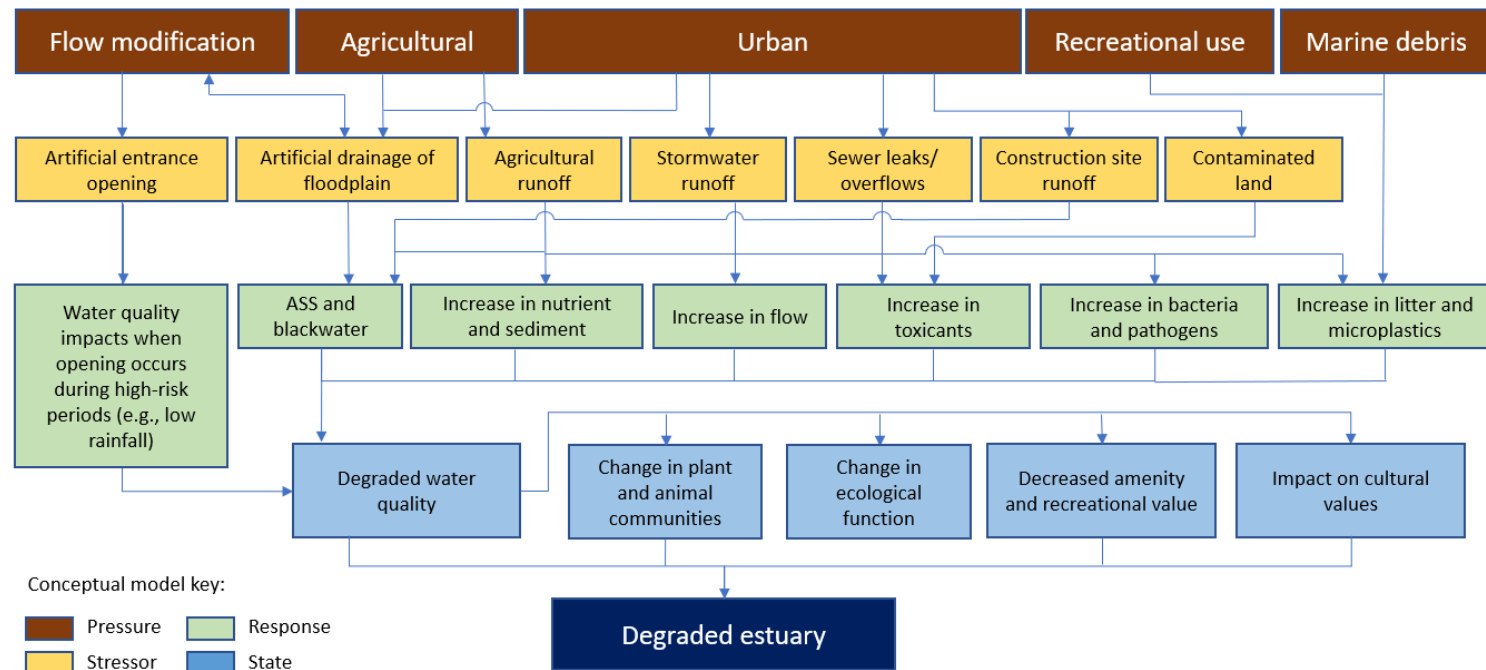 Flow modification
Agricultural
Urban
Recreational use
Marine debris
Artificial entrance
opening
Artificial drainage of
floodplain
Agricultural
runoff
Stormwater
runoff
Sewer leaks/
overflows
Construction site
runoff
Contaminated
land
Water quality
impacts when
opening occurs
during high-risk
periods (e.g., low
rainfall)
ASS and
blackwater
Increase in nutrient
and sediment
Increase in flow
Increase in
toxicants
Increase in bacteria
and pathogens
Increase in litter and
microplastics
Degraded water
quality
Change in plant
and animal
communities
Change in
ecological
function
Decreased amenity
and recreational value
Impact on cultural
values
Degraded estuary
Conceptual model key:
Pressure
Response
Stressor
State